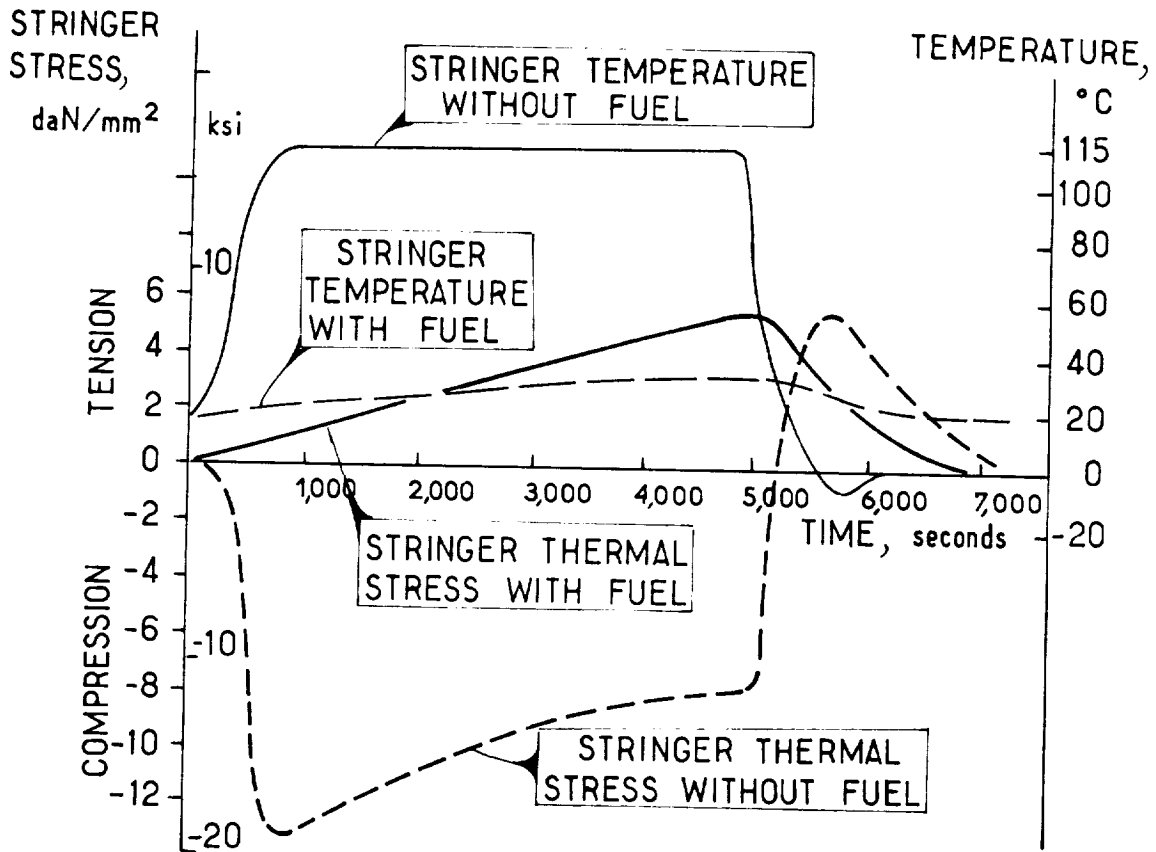 STRINGER
STRESS,
daN/mm²
ksi
TEMPERATURE,
°C
STRINGER TEMPERATURE
WITHOUT FUEL
STRINGER
TEMPERATURE
WITH FUEL
10
-10
-20
6
4
2
0
-2
-4
-6
-8
-10
-12
TENSION
COMPRESSION
115
100
80
60
40
20
0
-20
1,000
2,000
3,000
4,000
5,000
6,000
7,000
TIME, seconds
STRINGER THERMAL
STRESS WITH FUEL
STRINGER THERMAL
STRESS WITHOUT FUEL